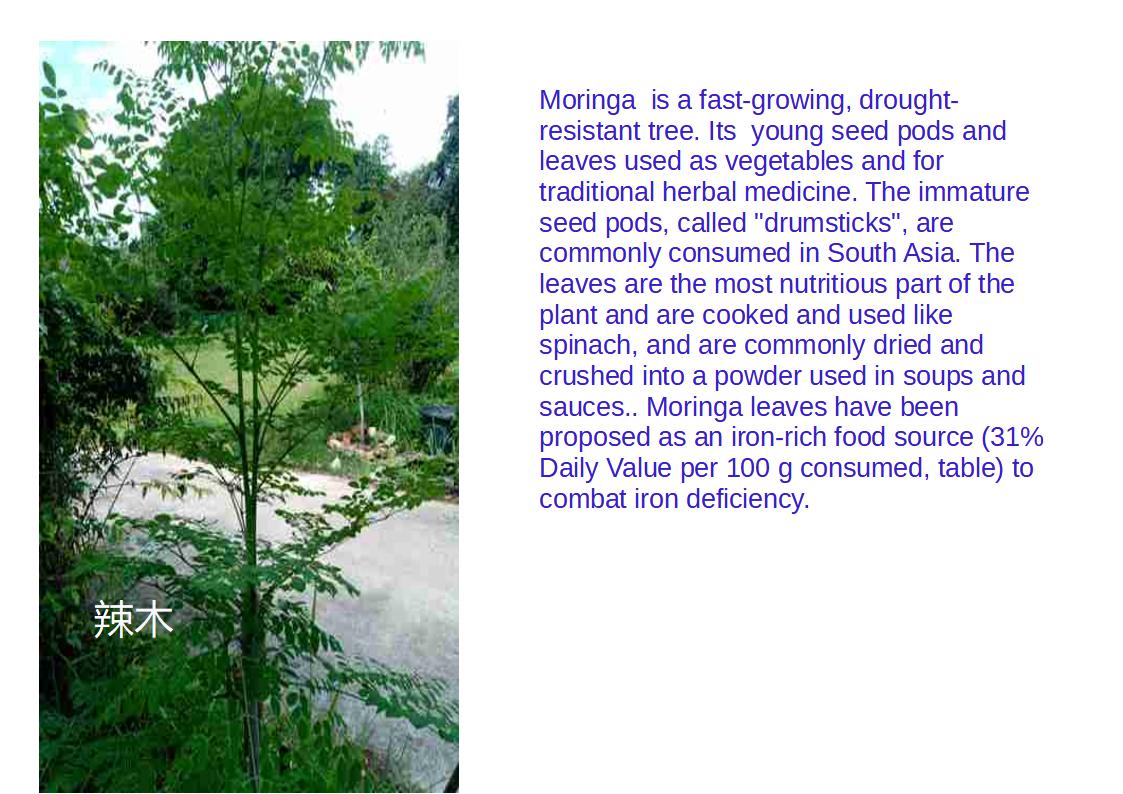 Moringa  is a fast-growing, drought-
resistant tree. Its  young seed pods and
leaves used as vegetables and for
traditional herbal medicine. The immature
seed pods, called "drumsticks", are
commonly consumed in South Asia. The
leaves are the most nutritious part of the
plant and are cooked and used like
spinach, and are commonly dried and
crushed into a powder used in soups and
sauces.. Moringa leaves have been
proposed as an iron-rich food source (31%
Daily Value per 100 g consumed, table) to
combat iron deficiency.
辣木